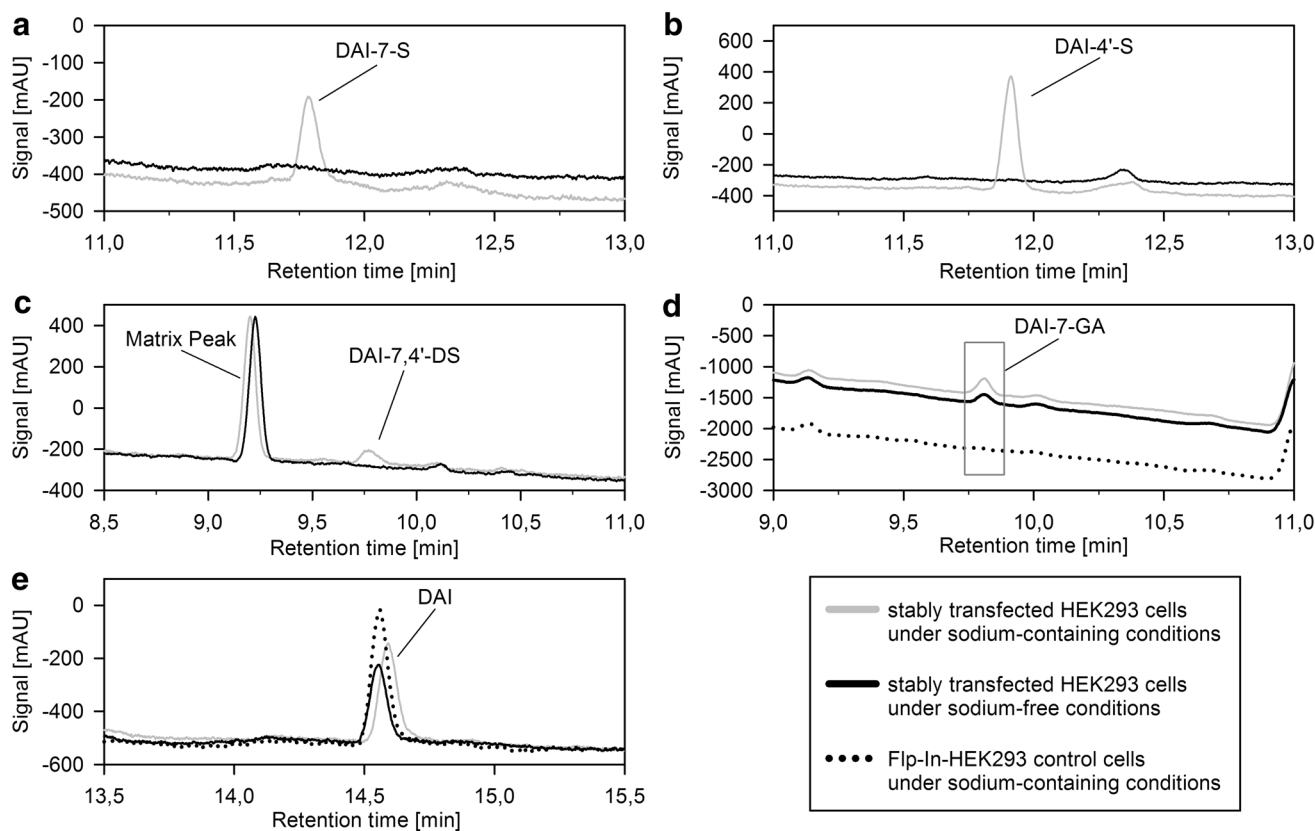 a
0
-100
-200
-300
-400
-500
Signal [mAU]
DAI-7-S
11,0
11,5
12,0
12,5
13,0
Retention time [min]
b
600
400
200
0
-200
-400
Signal [mAU]
DAI-4'-S
11,0
11,5
12,0
12,5
13,0
Retention time [min]
c
400
200
0
-200
-400
Signal [mAU]
Matrix Peak
DAI-7,4'-DS
8,5
9,0
9,5
10,0
10,5
11,0
Retention time [min]
d
0
-500
-1000
-1500
-2000
-2500
-3000
Signal [mAU]
DAI-7-GA
9,0
9,5
10,0
10,5
11,0
Retention time [min]
e
0
-200
-400
-600
Signal [mAU]
DAI
13,5
14,0
14,5
15,0
15,5
Retention time [min]
stably transfected HEK293 cells
under sodium-containing conditions
stably transfected HEK293 cells
under sodium-free conditions
Flp-In-HEK293 control cells
under sodium-containing conditions